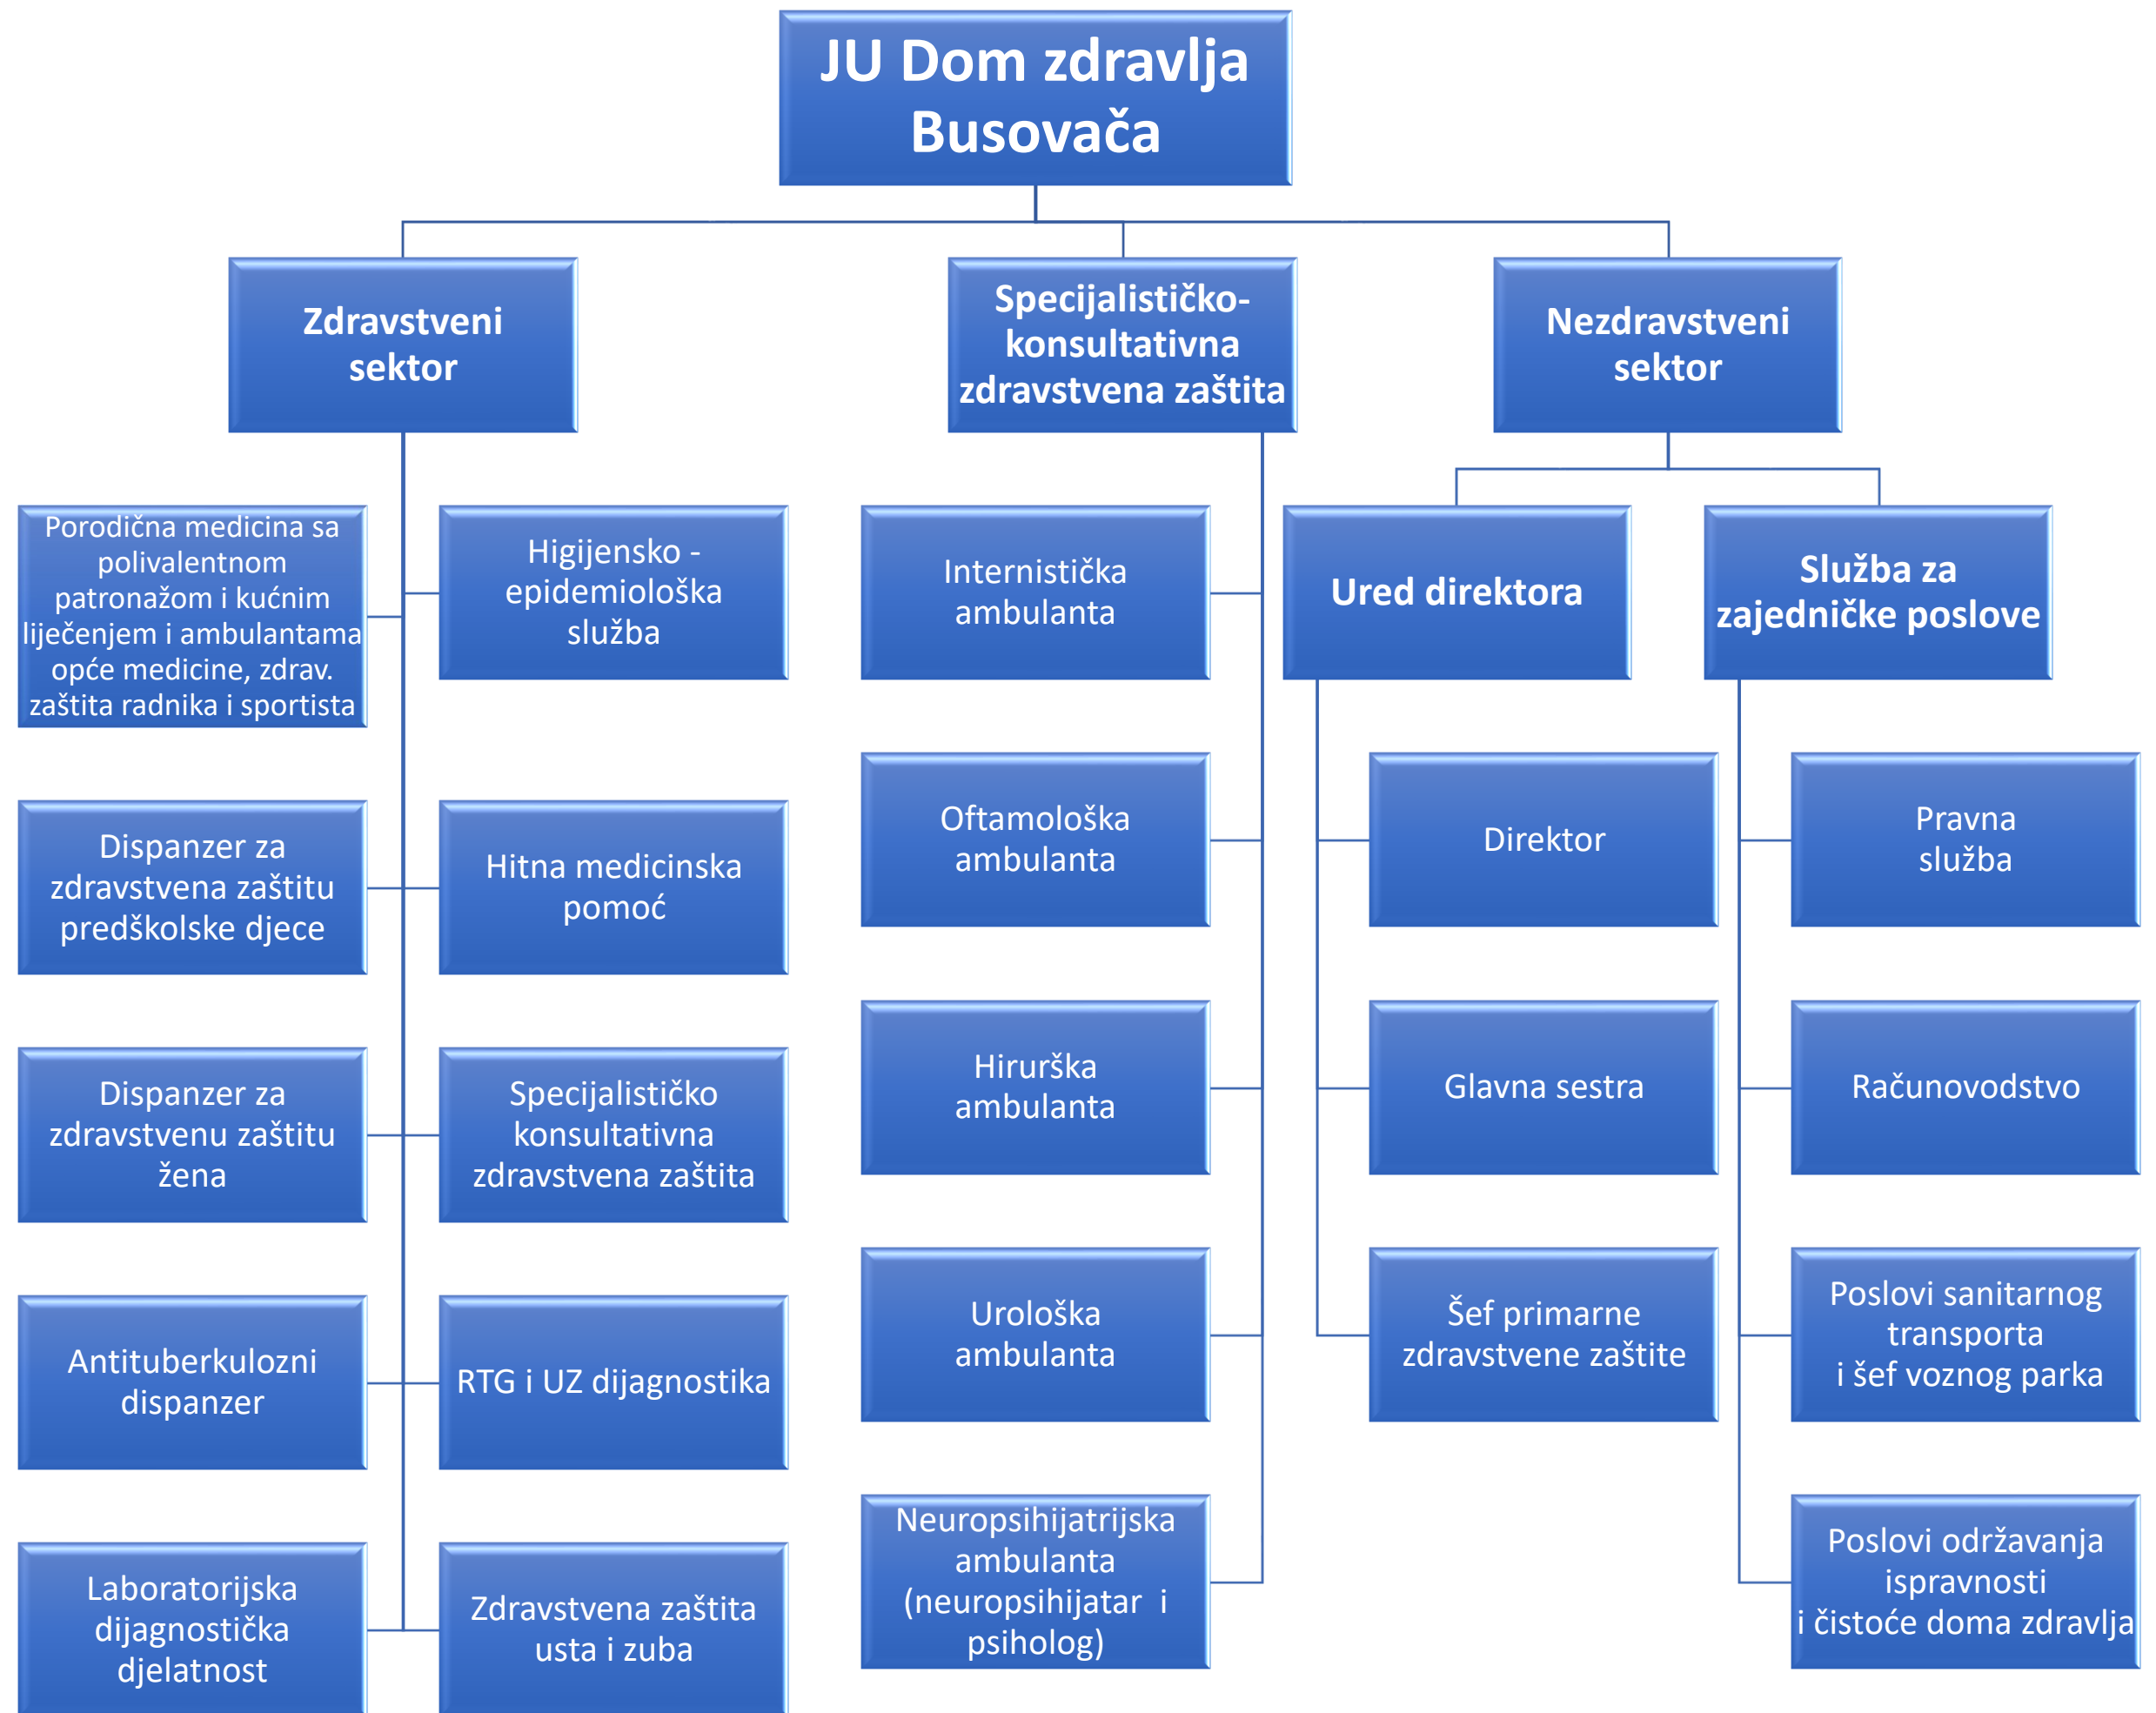 JU Dom zdravlja
Busovača
Zdravstveni
sektor
Specijalističko-
konsultativna
zdravstvena zaštita
Nezdravstveni
sektor
Porodična medicina sa
polivalentnom
patronažom i kućnim
liječenjem i ambulantama
opće medicine, zdrav.
zaštita radnika i sportista
Higijensko -
epidemiološka
služba
Dispanzer za
zdravstvena zaštitu
predškolske djece
Hitna medicinska
pomoć
Dispanzer za
zdravstvenu zaštitu
žena
Specijalističko
konsultativna
zdravstvena zaštita
Antituberkulozni
dispanzer
RTG i UZ dijagnostika
Laboratorijska
dijagnostička
djelatnost
Zdravstvena zaštita
usta i zuba
Internistička
ambulanta
Oftamološka
ambulanta
Hirurška
ambulanta
Urološka
ambulanta
Neuropsihijatrijska
ambulanta
(neuropsihijatar i
psiholog)
Ured direktora
Direktor
Glavna sestra
Šef primarne
zdravstvene zaštite
Služba za
zajedničke poslove
Pravna
služba
Računovodstvo
Poslovi sanitarnog
transporta
i šef voznog parka
Poslovi održavanja
ispravnosti
i čistoće doma zdravlja